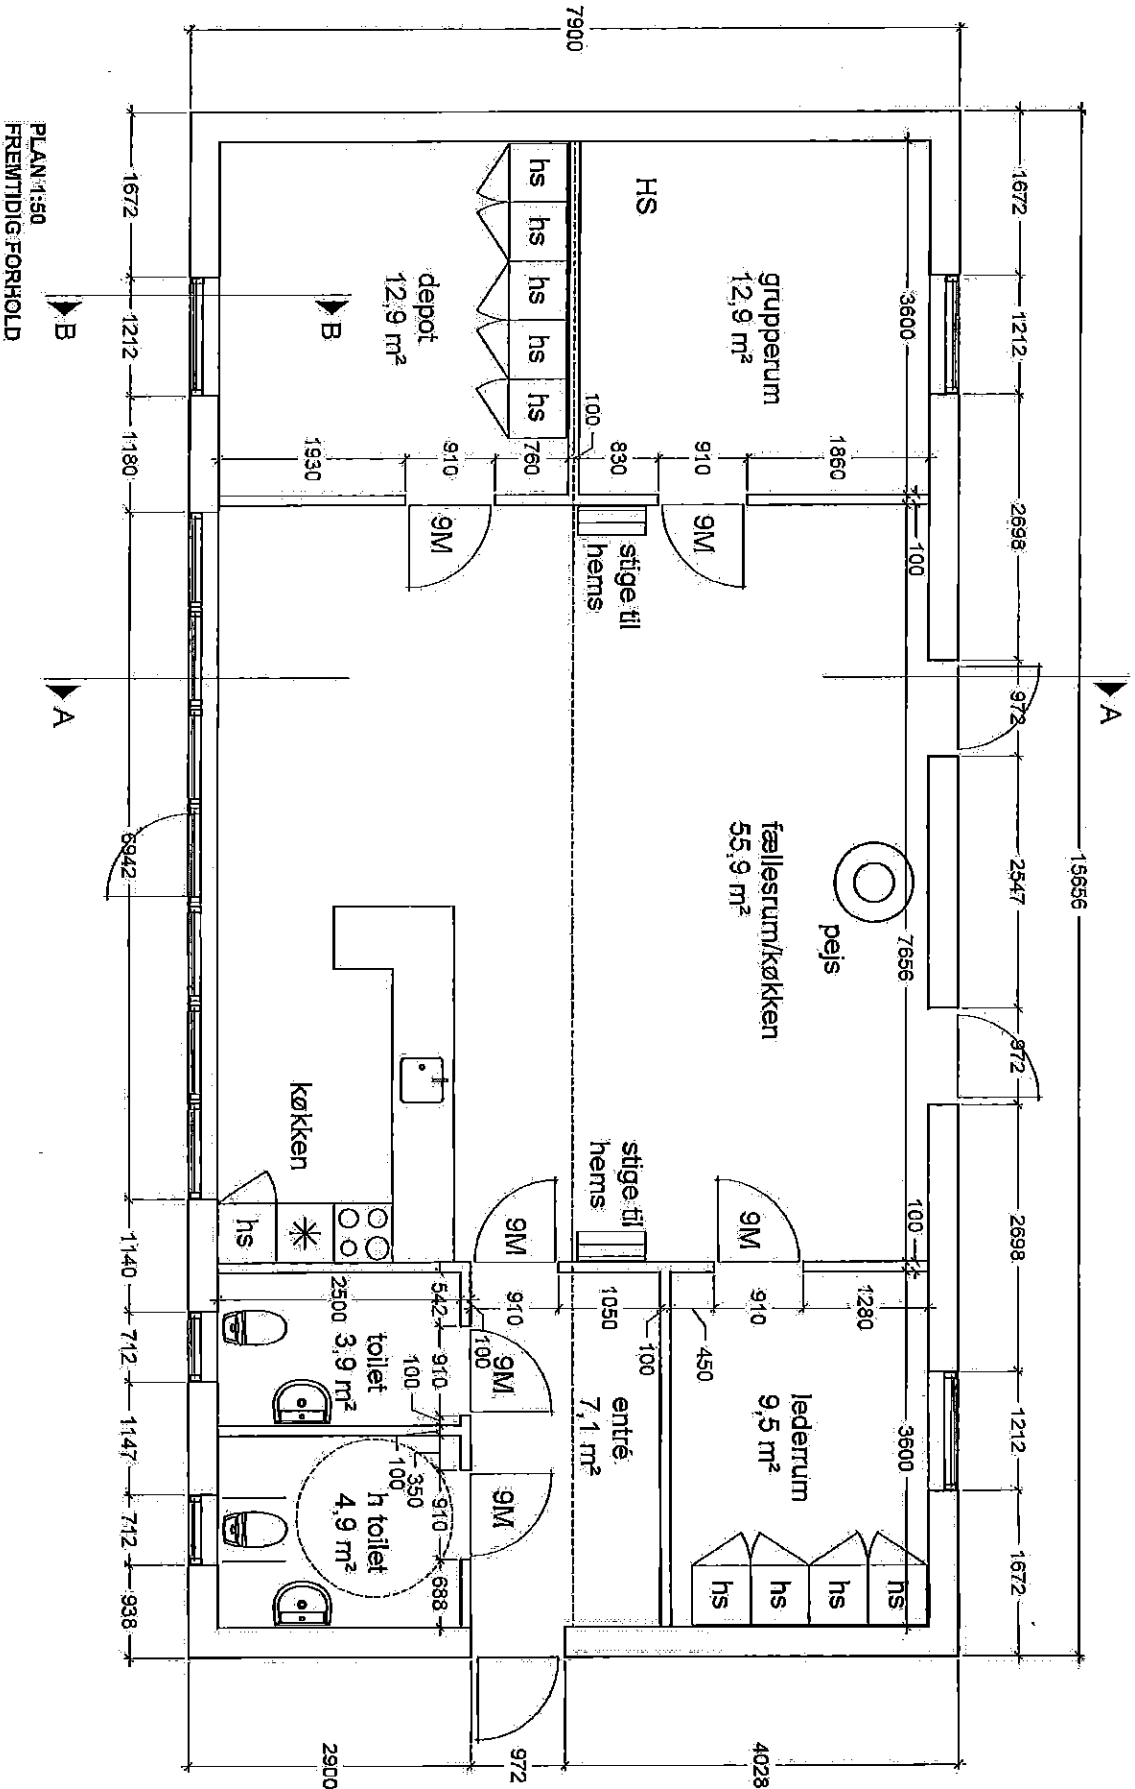 15656
1672
1212
2698
972
2547
972
2698
1212
1672
A
7900
3600
100
7656
100
3600
HS
grupperum
12,9 m²
1860
910
830
100
9M
stige til
hems
pejs
fællesrum/køkken
55,9 m²
stige til
hems
9M
1280
910
450
100
1050
910
lederrum
9,5 m²
hs
hs
hs
hs
entré
7,1 m²
4028
972
2900
hs
hs
hs
hs
hs
depot
12,9 m²
760
910
1930
9M
B
køkken
hs
9M
100
542
910
100
9M
2500
toilet
3,9 m²
350
100
910
688
9M
h toilet
4,9 m²
1672
1212
1180
6942
1140
712
1147
712
938
B
A
PLAN 1:50
FREMTIDIG FORHOLD